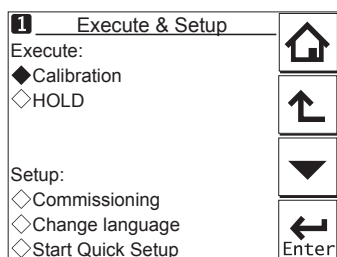 1 Execute & Setup
Execute:
Calibration
HOLD
Setup:
Commissioning
Change language
Start Quick Setup
Enter